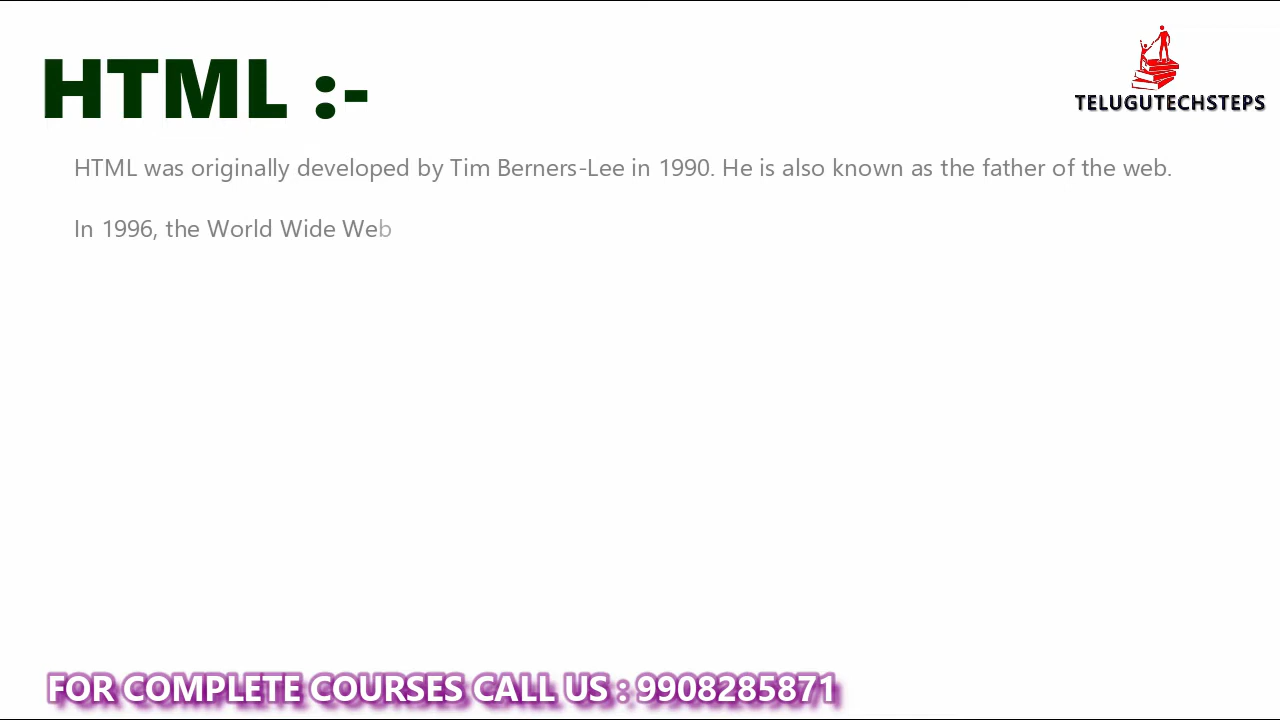 HTML :-
TELUGUTECHSTEPS
HTML was originally developed by Tim Berners-Lee in 1990. He is also known as the father of the web.
In 1996, the World Wide Web
FOR COMPLETE COURSES CALL US : 9908285871